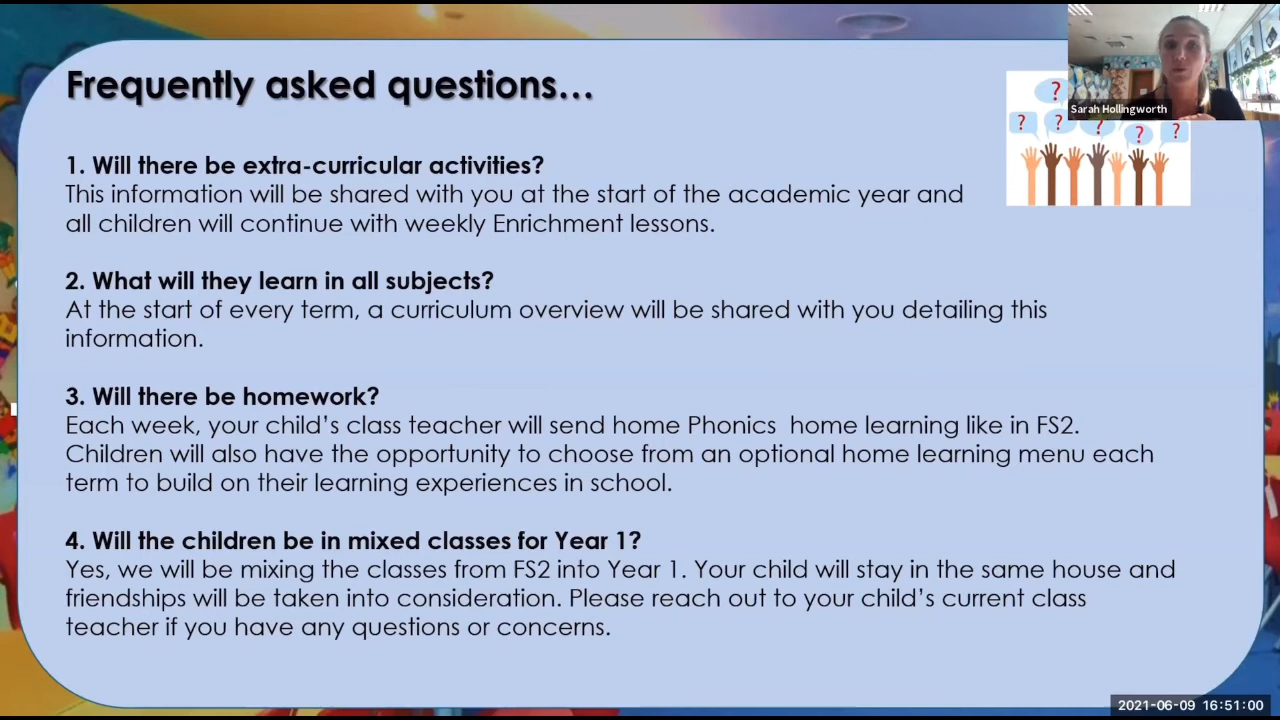 Frequently asked questions…
Sarah Hollingworth
? ? ? ? ? ?
1. Will there be extra-curricular activities?
This information will be shared with you at the start of the academic year and
all children will continue with weekly Enrichment lessons.
2. What will they learn in all subjects?
At the start of every term, a curriculum overview will be shared with you detailing this
information.
3. Will there be homework?
Each week, your child's class teacher will send home Phonics  home learning like in FS2.
Children will also have the opportunity to choose from an optional home learning menu each
term to build on their learning experiences in school.
4. Will the children be in mixed classes for Year 1?
Yes, we will be mixing the classes from FS2 into Year 1. Your child will stay in the same house and
friendships will be taken into consideration. Please reach out to your child's current class
teacher if you have any questions or concerns.
2021-06-09 16:51:00